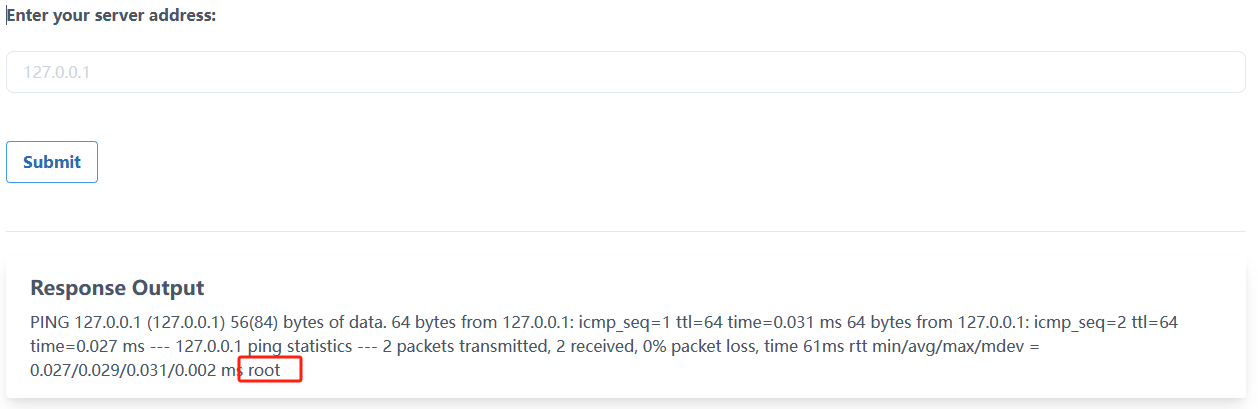 Enter your server address:
127.0.0.1
Submit
Response Output
PING 127.0.0.1 (127.0.0.1) 56(84) bytes of data. 64 bytes from 127.0.0.1: icmp_seq=1 ttl=64 time=0.031 ms 64 bytes from 127.0.0.1: icmp_seq=2 ttl=64
time=0.027 ms --- 127.0.0.1 ping statistics --- 2 packets transmitted, 2 received, 0% packet loss, time 61ms rtt min/avg/max/mdev =
0.027/0.029/0.031/0.002 ms root